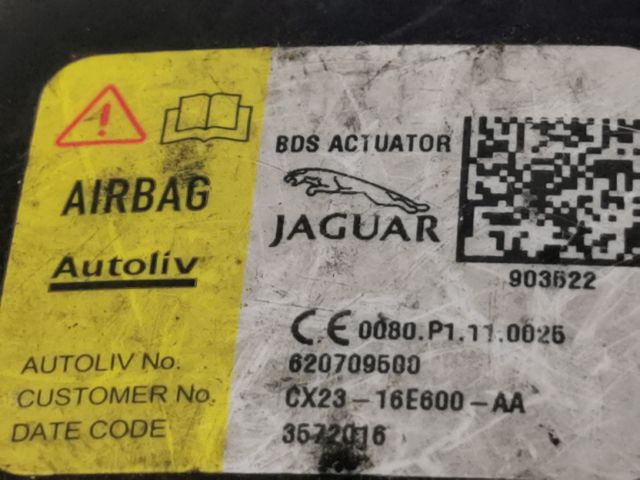 BDS ACTUATOR
AIRBAG
JAGUAR
Autoliv
903622
CE 0080.P1.11.0025
AUTOLIV No. 620709500
CUSTOMER No. CX23-16E600-AA
DATE CODE 3572016